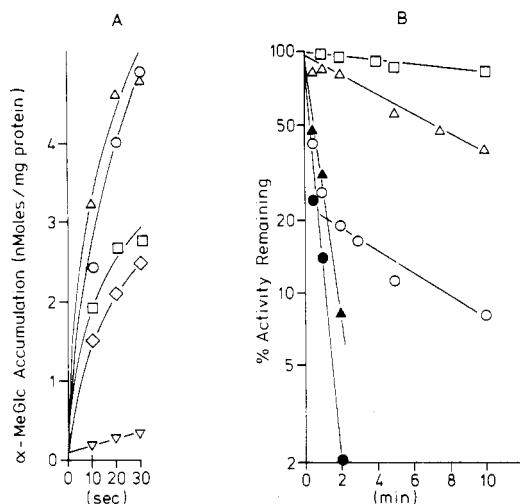 A
α-MeGlc Accumulation (nMoles/mg protein)
4
3
2
1
0
0 10 20 30
(sec)
B
% Activity Remaining
100
50
20
10
5
2
0 2 4 6 8 10
(min)